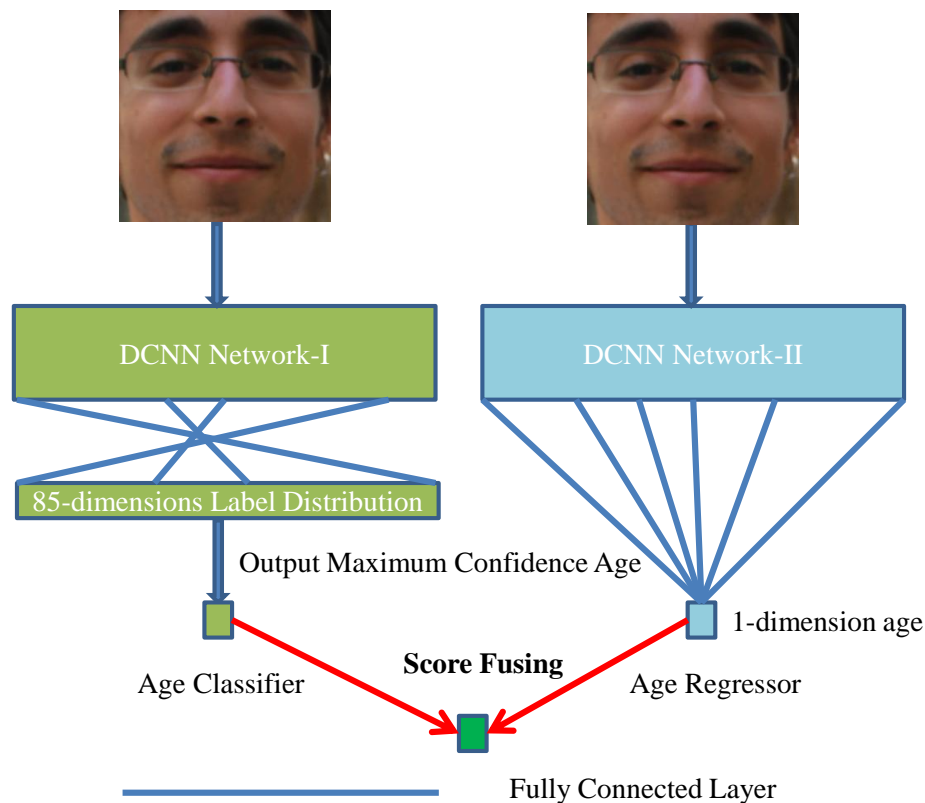 DCNN Network-I
DCNN Network-II
85-dimensions Label Distribution
Output Maximum Confidence Age
1-dimension age
Score Fusing
Age Classifier
Age Regressor
Fully Connected Layer